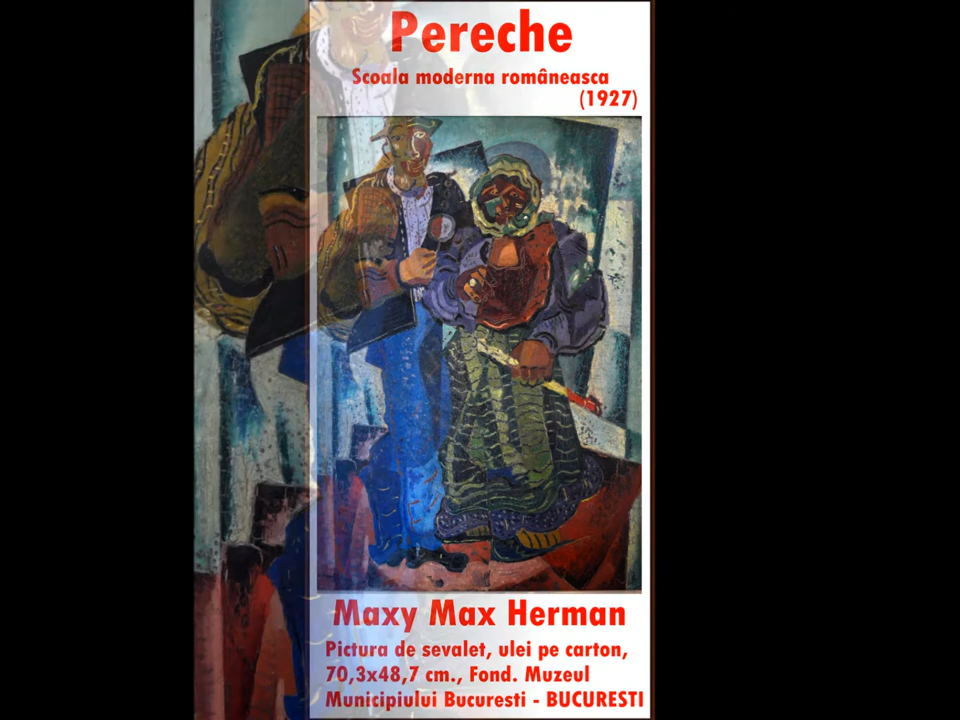 Pereche
Scoala moderna româneasca
(1927)
Maxy Max Herman
Pictura de sevalet, ulei pe carton,
70,3x48,7 cm., Fond. Muzeul
Municipiului Bucuresti - BUCURESTI